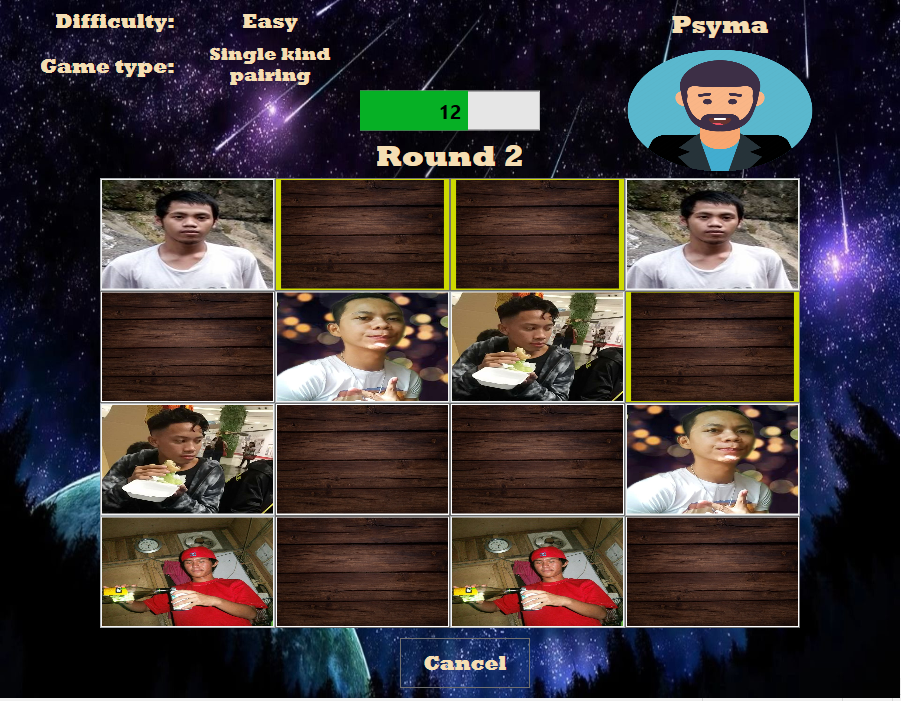 Difficulty:
Easy
Game type:
Single kind
pairing
Psyma
12
Round 2
Cancel